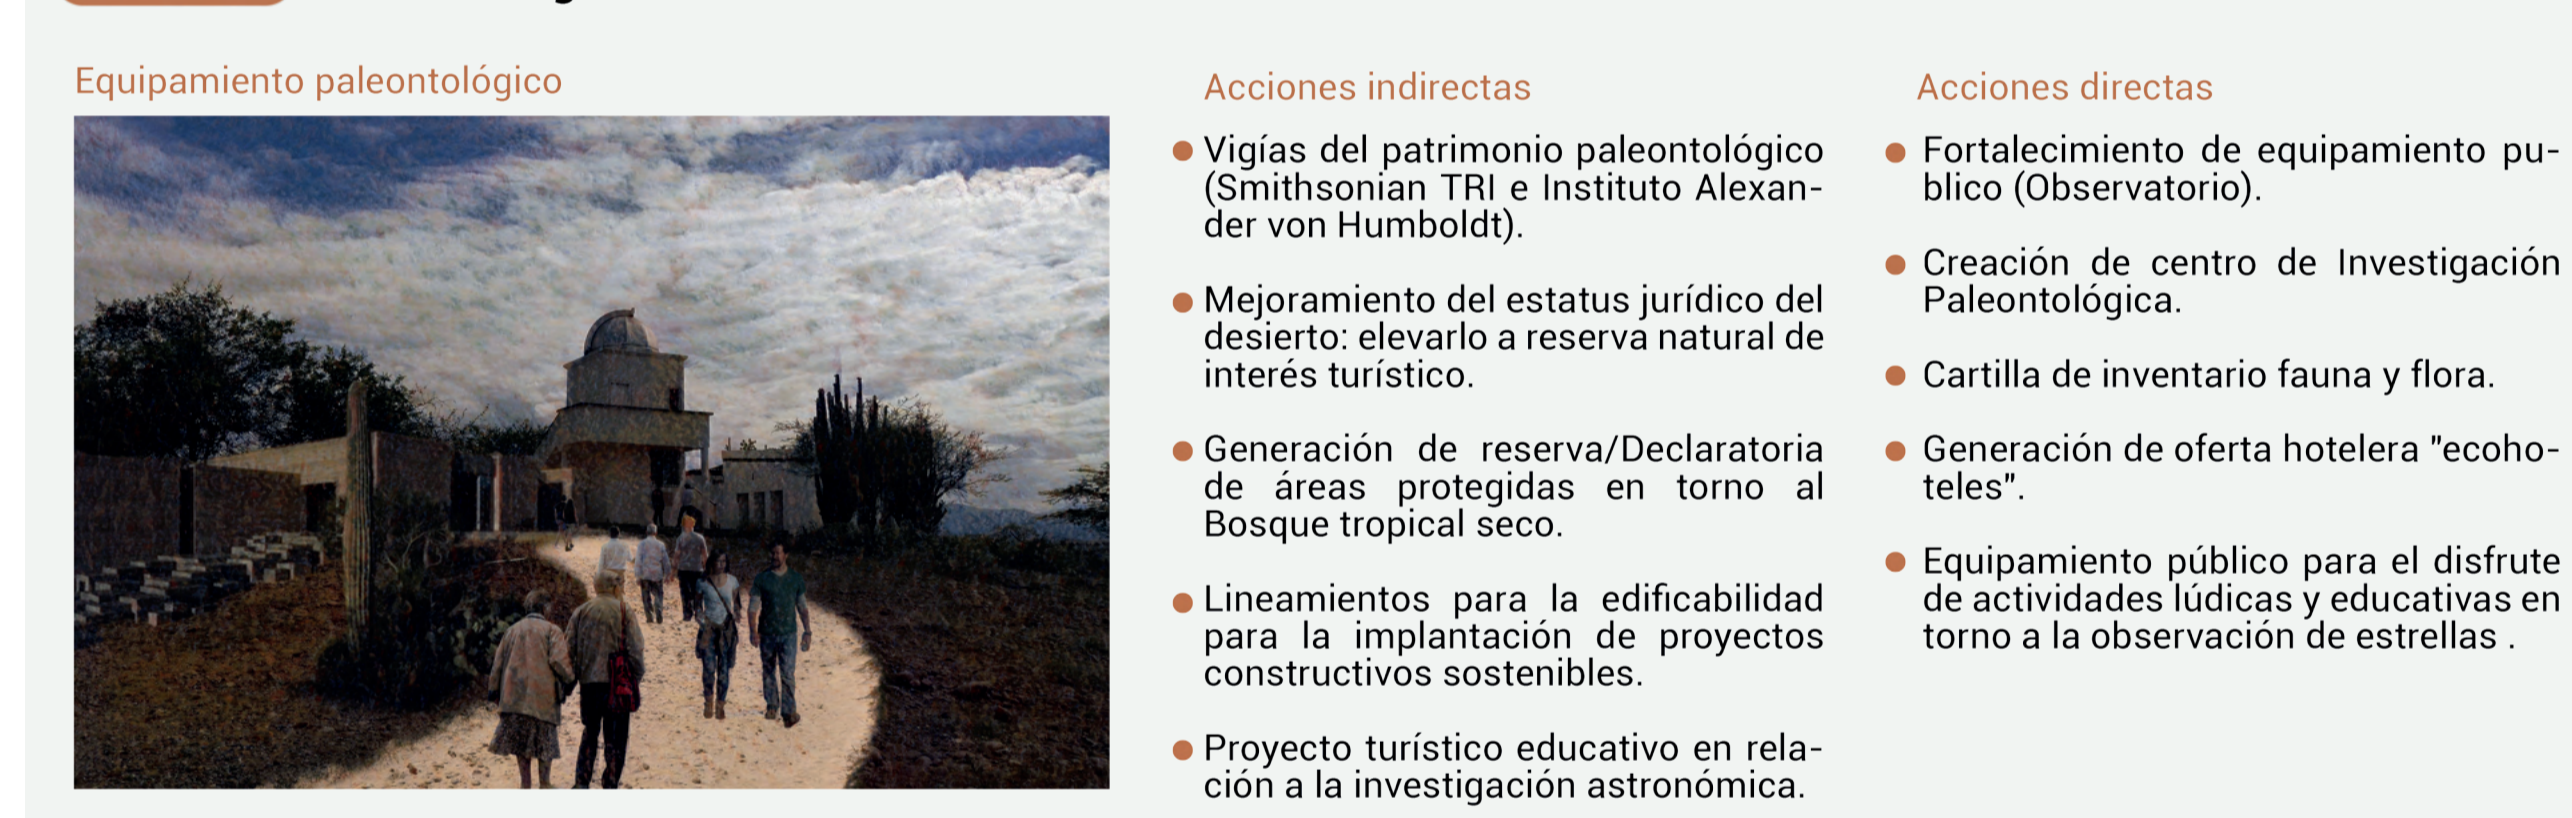 Equipamiento paleontológico
Acciones indirectas
Vigías del patrimonio paleontológico
(Smithsonian TRI e Instituto Alexan-
der von Humboldt).
Mejoramiento del estatus jurídico del
desierto: elevarlo a reserva natural de
interés turístico.
Generación de reserva/Declaratoria
de áreas protegidas en torno al
Bosque tropical seco.
Lineamientos para la edificabilidad
para la implantación de proyectos
constructivos sostenibles.
Proyecto turístico educativo en rela-
ción a la investigación astronómica.
Acciones directas
Fortalecimiento de equipamiento pu-
blico (Observatorio).
Creación de centro de Investigación
Paleontológica.
Cartilla de inventario fauna y flora.
Generación de oferta hotelera "ecoho-
teles".
Equipamiento público para el disfrute
de actividades lúdicas y educativas en
torno a la observación de estrellas .